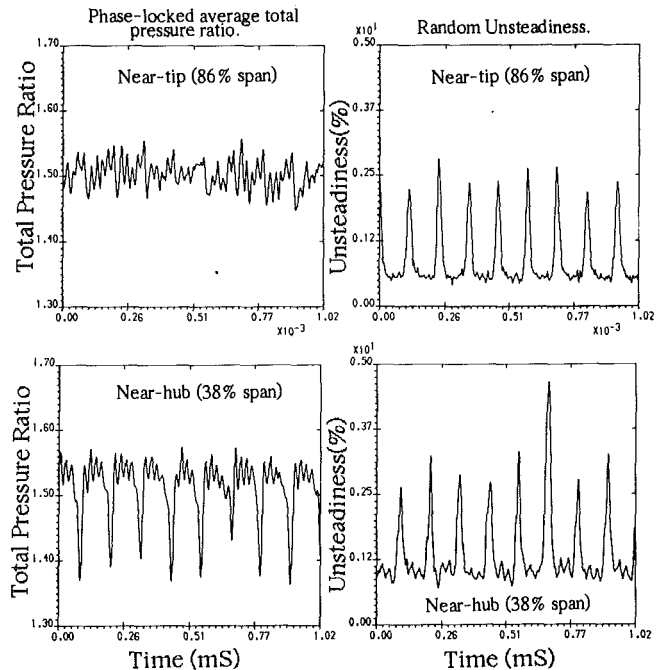 Phase-locked average total
pressure ratio.
1.70
1.60
1.50
1.40
1.30
Total Pressure Ratio
Near-tip (86% span)
0.00 0.26 0.51 0.77 1.02
X10⁻³
Random Unsteadiness.
X10¹
0.50
0.37
0.25
0.12
0.00
Unsteadiness(%)
Near-tip (86% span)
0.00 0.26 0.51 0.77 1.02
X10⁻³
1.70
1.60
1.50
1.40
1.30
Total Pressure Ratio
Near-hub (38% span)
0.00 0.26 0.51 0.77 1.02
Time (mS)
X10¹
0.50
0.37
0.25
0.12
0.00
Unsteadiness(%)
Near-hub (38% span)
0.00 0.26 0.51 0.77 1.02
Time (mS)